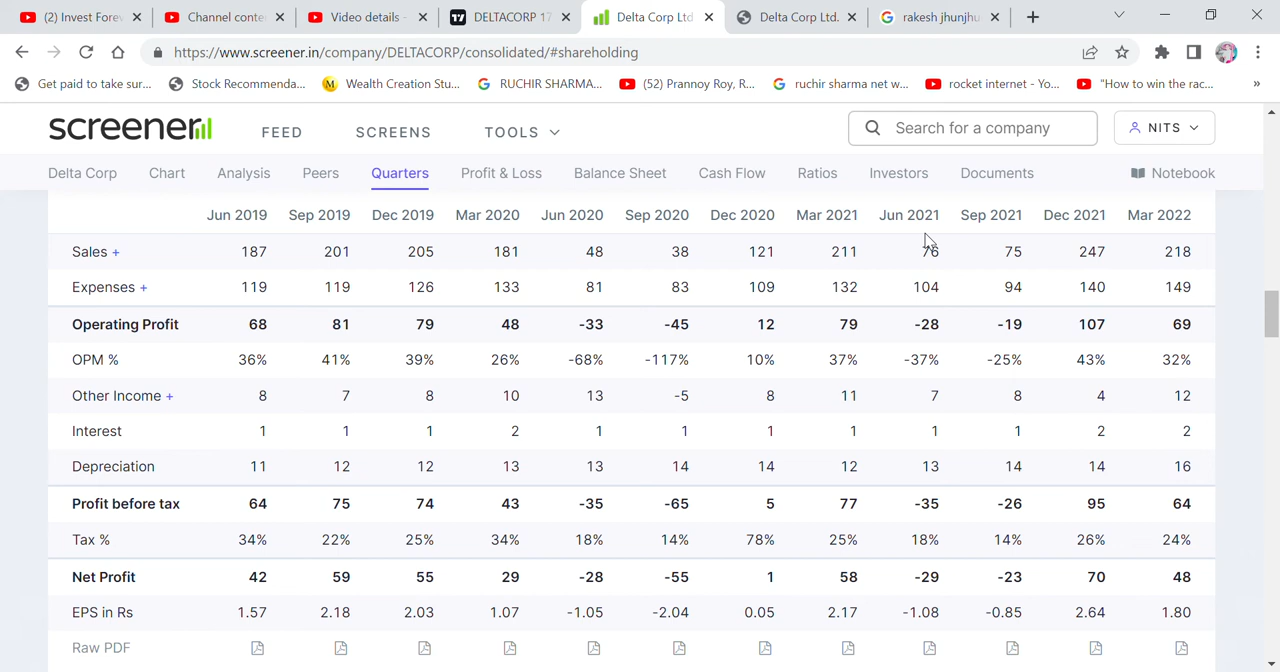 (2) Invest Forev
Channel conte
Video details -
DELTACORP 17
Delta Corp Ltd
Delta Corp Ltd.
rakesh jhunjhu
https://www.screener.in/company/DELTACORP/consolidated/#shareholding
Get paid to take sur...
Stock Recommenda...
M Wealth Creation Stu...
RUCHIR SHARMA...
(52) Prannoy Roy, R...
ruchir sharma net w...
rocket internet - Yo...
"How to win the rac...
»
screener
FEED
SCREENS
TOOLS
Search for a company
NITS
Delta Corp Chart Analysis Peers Quarters Profit & Loss Balance Sheet Cash Flow Ratios Investors Documents Notebook
Jun 2019 Sep 2019 Dec 2019 Mar 2020 Jun 2020 Sep 2020 Dec 2020 Mar 2021 Jun 2021 Sep 2021 Dec 2021 Mar 2022
Sales + 187 201 205 181 48 38 121 211 76 75 247 218
Expenses + 119 119 126 133 81 83 109 132 104 94 140 149
Operating Profit 68 81 79 48 -33 -45 12 79 -28 -19 107 69
OPM % 36% 41% 39% 26% -68% -117% 10% 37% -37% -25% 43% 32%
Other Income + 8 7 8 10 13 -5 8 11 7 8 4 12
Interest 1 1 1 2 1 1 1 1 1 1 2 2
Depreciation 11 12 12 13 13 14 14 12 13 14 14 16
Profit before tax 64 75 74 43 -35 -65 5 77 -35 -26 95 64
Tax % 34% 22% 25% 34% 18% 14% 78% 25% 18% 14% 26% 24%
Net Profit 42 59 55 29 -28 -55 1 58 -29 -23 70 48
EPS in Rs 1.57 2.18 2.03 1.07 -1.05 -2.04 0.05 2.17 -1.08 -0.85 2.64 1.80
Raw PDF